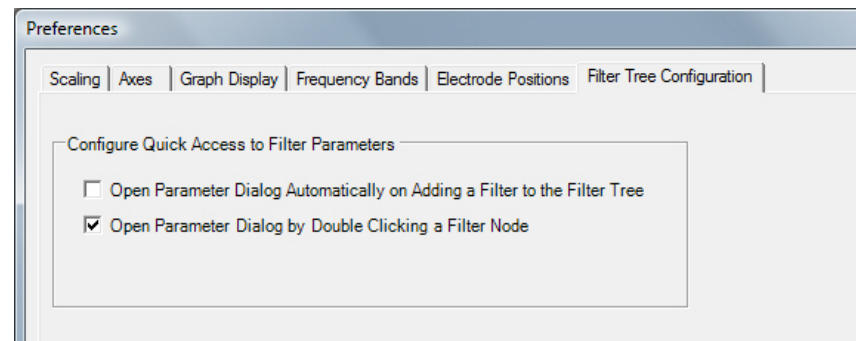 Preferences
Scaling Axes Graph Display Frequency Bands Electrode Positions Filter Tree Configuration
Configure Quick Access to Filter Parameters
Open Parameter Dialog Automatically on Adding a Filter to the Filter Tree
Open Parameter Dialog by Double Clicking a Filter Node